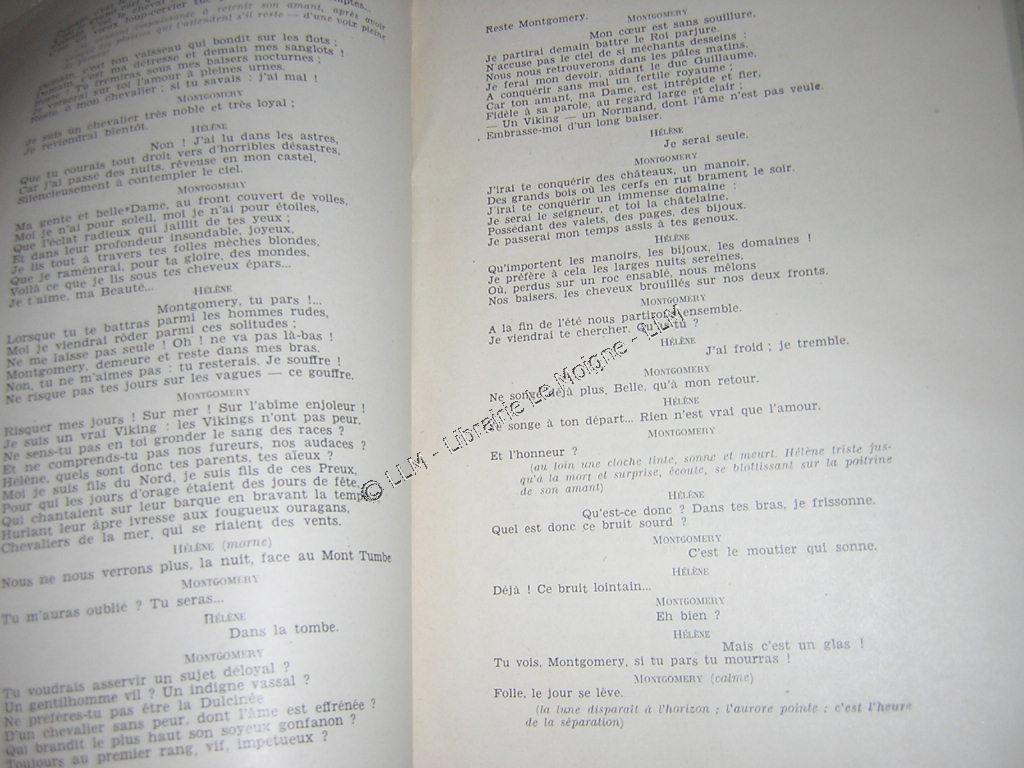 Demain, c'est ton vaisseau qui bondit sur les flots ;
Demain, c'est ma détresse et demain mes sanglots !
Reste ! Tu frémiras sous mes baisers nocturnes ;
Je verserai sur toi l'amour à pleines urnes.
Reste ô mon chevalier ; si tu savais : j'ai mal !
MONTGOMERY
Je suis un chevalier très noble et très loyal ;
Je reviendrai bientôt.
HÉLÈNE
Non ! J'ai lu dans les astres,
Que tu courais tout droit vers d'horribles désastres,
Car j'ai passé des nuits, rêveuse en mon castel,
Silencieusement à contempler le ciel.
MONTGOMERY
Ma gente et belle Dame, au front couvert de voiles,
Moi je n'ai pour soleil, moi je n'ai pour étoiles,
Que l'éclat radieux qui jaillit de tes yeux ;
Et dans leur profondeur insondable, joyeux,
Je lis tout à travers tes folles mèches blondes,
Que je ramènerai, pour ta gloire, des mondes.
Voilà ce que je lis sous tes cheveux épars...
Je t'aime, ma Beauté...
HÉLÈNE
Montgomery, tu pars !...
Lorsque tu te battras parmi les hommes rudes,
Moi je viendrai rôder parmi ces solitudes ;
Ne me laisse pas seule ! Oh ! ne va pas là-bas !
Montgomery, demeure et reste dans mes bras.
Non, tu ne m'aimes pas : tu resterais. Je souffre !
Ne risque pas tes jours sur les vagues — ce gouffre.
MONTGOMERY
Risquer mes jours ! Sur mer ! Sur l'abime enjoleur !
Je suis un vrai Viking : les Vikings n'ont pas peur.
Ne sens-tu pas en toi gronder le sang des races ?
Et ne comprends-tu pas nos fureurs, nos audaces ?
Hélène, quels sont donc tes parents, tes aïeux ?
Moi je suis fils du Nord, je suis fils de ces Preux,
Pour qui les jours d'orage étaient des jours de fête,
Qui chantaient sur leur barque en bravant la temp
Hurlant leur âpre ivresse aux fougueux ouragans,
Chevaliers de la mer, qui se riaient des vents.
HÉLÈNE (morne)
Nous ne nous verrons plus, la nuit, face au Mont Tumbe
MONTGOMERY
Tu m'auras oublié ? Tu seras...
HÉLÈNE
Dans la tombe.
MONTGOMERY
Tu voudrais asservir un sujet déloyal ?
Un gentilhomme vil ? Un indigne vassal ?
Ne préfères-tu pas être la Dulcinée
D'un chevalier sans peur, dont l'âme est effrénée ?
Qui brandit le plus haut son soyeux gonfanon ?
Toujours au premier rang, vif, impétueux ?
Reste Montgomery.
MONTGOMERY
Mon cœur est sans souillure,
Je partirai demain battre le Roi parjure.
N'accuse pas le ciel de si méchants desseins ;
Nous nous retrouverons dans les pâles matins.
Je ferai mon devoir, aidant le duc Guillaume,
A conquérir sans mal un fertile royaume ;
Car ton amant, ma Dame, est intrépide et fier,
Fidèle à sa parole, au regard large et clair ;
— Un Viking — un Normand, dont l'âme n'est pas veule.
Embrasse-moi d'un long baiser.
HÉLÈNE
Je serai seule.
MONTGOMERY
J'irai te conquérir des châteaux, un manoir,
Des grands bois où les cerfs en rut brament le soir.
J'irai te conquérir un immense domaine :
Je serai le seigneur, et toi la châtelaine,
Possédant des valets, des pages, des bijoux.
Je passerai mon temps assis à tes genoux.
HÉLÈNE
Qu'importent les manoirs, les bijoux, les domaines !
Je préfère à cela les larges nuits sereines,
Où, perdus sur un roc ensablé, nous mêlons
Nos baisers, les cheveux brouillés sur nos deux fronts.
MONTGOMERY
A la fin de l'été nous partirons ensemble.
Je viendrai te chercher. Qu'as-tu ?
HÉLÈNE
J'ai froid ; je tremble.
MONTGOMERY
Ne songe déjà plus, Belle, qu'à mon retour.
HÉLÈNE
Je songe à ton départ... Rien n'est vrai que l'amour.
MONTGOMERY
Et l'honneur ?
(au loin une cloche tinte, sonne et meurt. Hélène triste jus-
qu'à la mort et surprise, écoute, se blottissant sur la poitrine
de son amant)
HÉLÈNE
Qu'est-ce donc ? Dans tes bras, je frissonne.
Quel est donc ce bruit sourd ?
MONTGOMERY
C'est le moutier qui sonne.
HÉLÈNE
Déjà ! Ce bruit lointain...
MONTGOMERY
Eh bien ?
HÉLÈNE
Mais c'est un glas !
Tu vois, Montgomery, si tu pars tu mourras !
MONTGOMERY (calme)
Folle, le jour se lève.
(la lune disparaît à l'horizon ; l'aurore pointe : c'est l'heure
de la séparation)
© LLM - Librairie Le Moigne - LLM